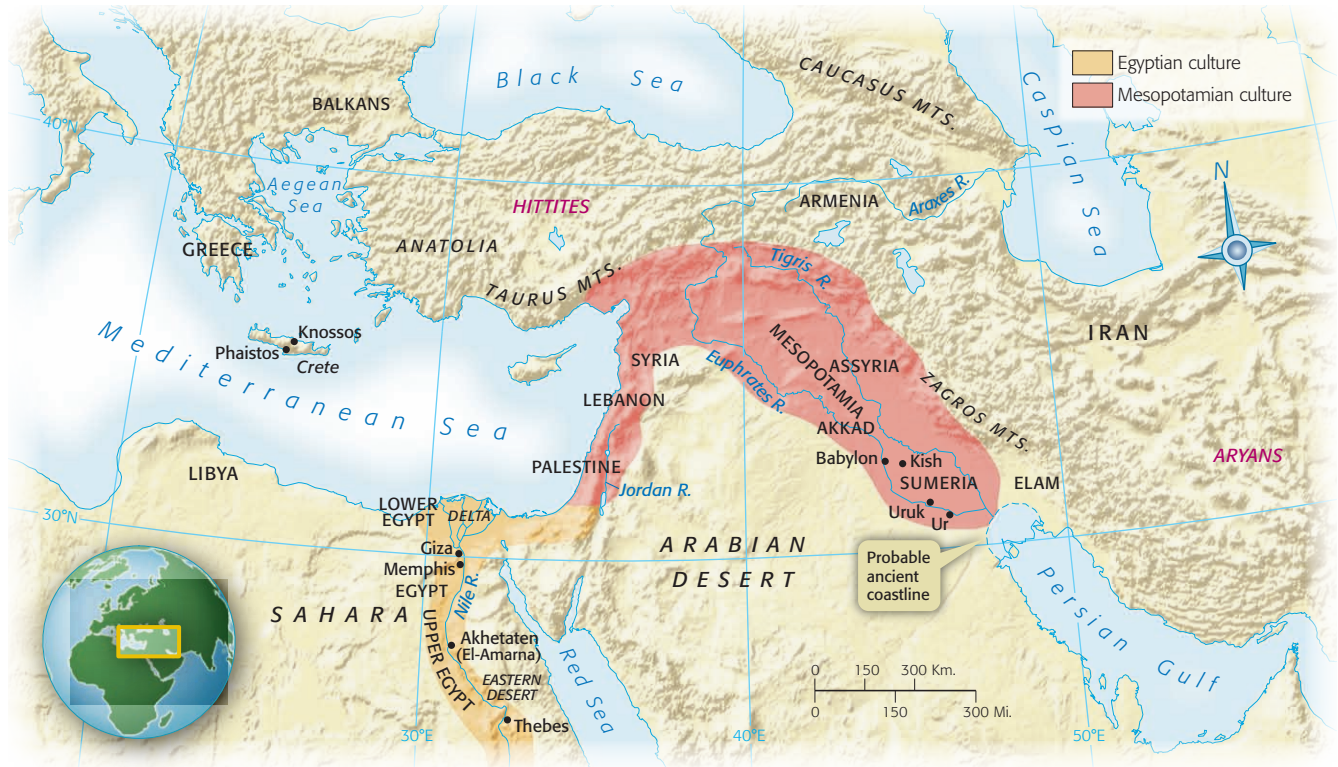 Black Sea
CAUCASUS MTS.
Caspian Sea
Egyptian culture
Mesopotamian culture
BALKANS
40°N
Aegean
Sea
HITTITES
ARMENIA
Araxes R.
N
GREECE
ANATOLIA
TAURUS MTS.
Tigris R.
Mediterranean Sea
Knossos
Phaistos
Crete
SYRIA
MESOPOTAMIA
ASSYRIA
IRAN
Euphrates R.
ZAGROS MTS.
LEBANON
AKKAD
Babylon
Kish
ARYANS
LIBYA
PALESTINE
Jordan R.
SUMERIA
ELAM
Uruk
Ur
30°N
LOWER
EGYPT
DELTA
Giza
Memphis
EGYPT
Nile R.
ARABIAN
DESERT
Probable
ancient
coastline
Persian Gulf
SAHARA
UPPER EGYPT
Akhetaten
(El-Amarna)
EASTERN
DESERT
Red Sea
Thebes
0 150 300 Km.
0 150 300 Mi.
30°E
40°E
50°E